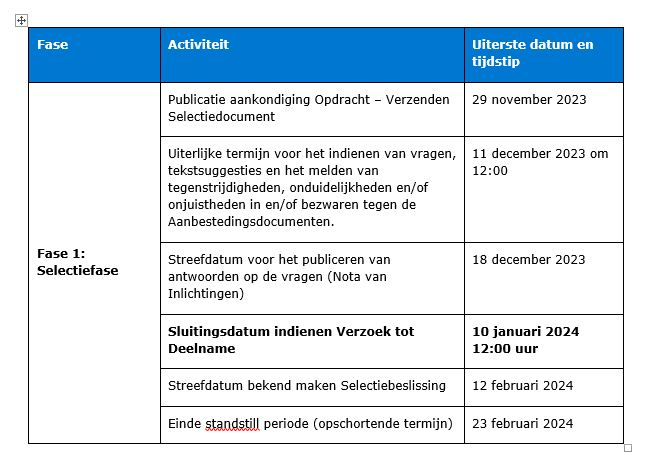 Fase
Activiteit
Uiterste datum en
tijdstip
Fase 1:
Selectiefase
Publicatie aankondiging Opdracht – Verzenden
Selectiedocument
29 november 2023
Uiterlijke termijn voor het indienen van vragen,
tekstsuggesties en het melden van
tegenstrijdigheden, onduidelijkheden en/of
onjuistheden in en/of bezwaren tegen de
Aanbestedingsdocumenten.
11 december 2023 om
12:00
Streefdatum voor het publiceren van
antwoorden op de vragen (Nota van
Inlichtingen)
18 december 2023
Sluitingsdatum indienen Verzoek tot
Deelname
10 januari 2024
12:00 uur
Streefdatum bekend maken Selectiebeslissing
12 februari 2024
Einde standstill periode (opschortende termijn)
23 februari 2024